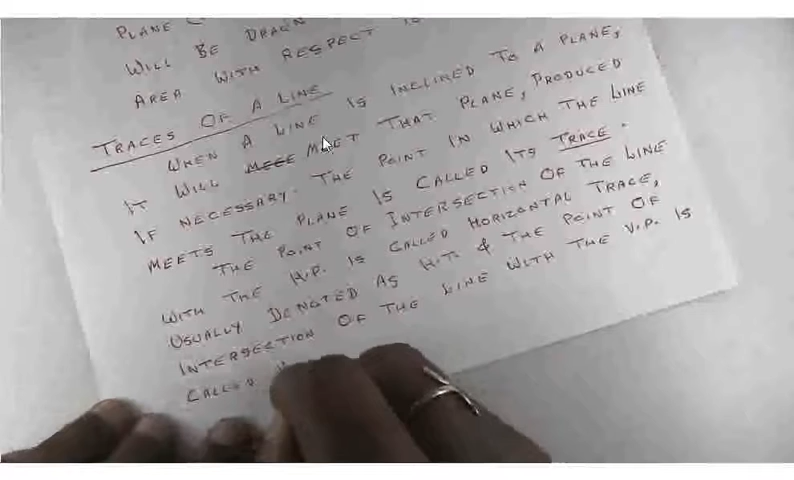 PLANE
WILL BE DRAWN
AREA WITH RESPECT
TRACES OF A LINE
WHEN A LINE IS INCLINED TO A PLANE,
IT WILL MEEE MEET THAT PLANE, PRODUCED
IF NECESSARY. THE POINT IN WHICH THE LINE
MEETS THE PLANE IS CALLED ITS TRACE.
THE POINT OF INTERSECTION OF THE LINE
WITH THE H.P. IS CALLED HORIZONTAL TRACE,
USUALLY DENOTED AS H.T. & THE POINT OF
INTERSECTION OF THE LINE WITH THE V.P. IS
CALLED